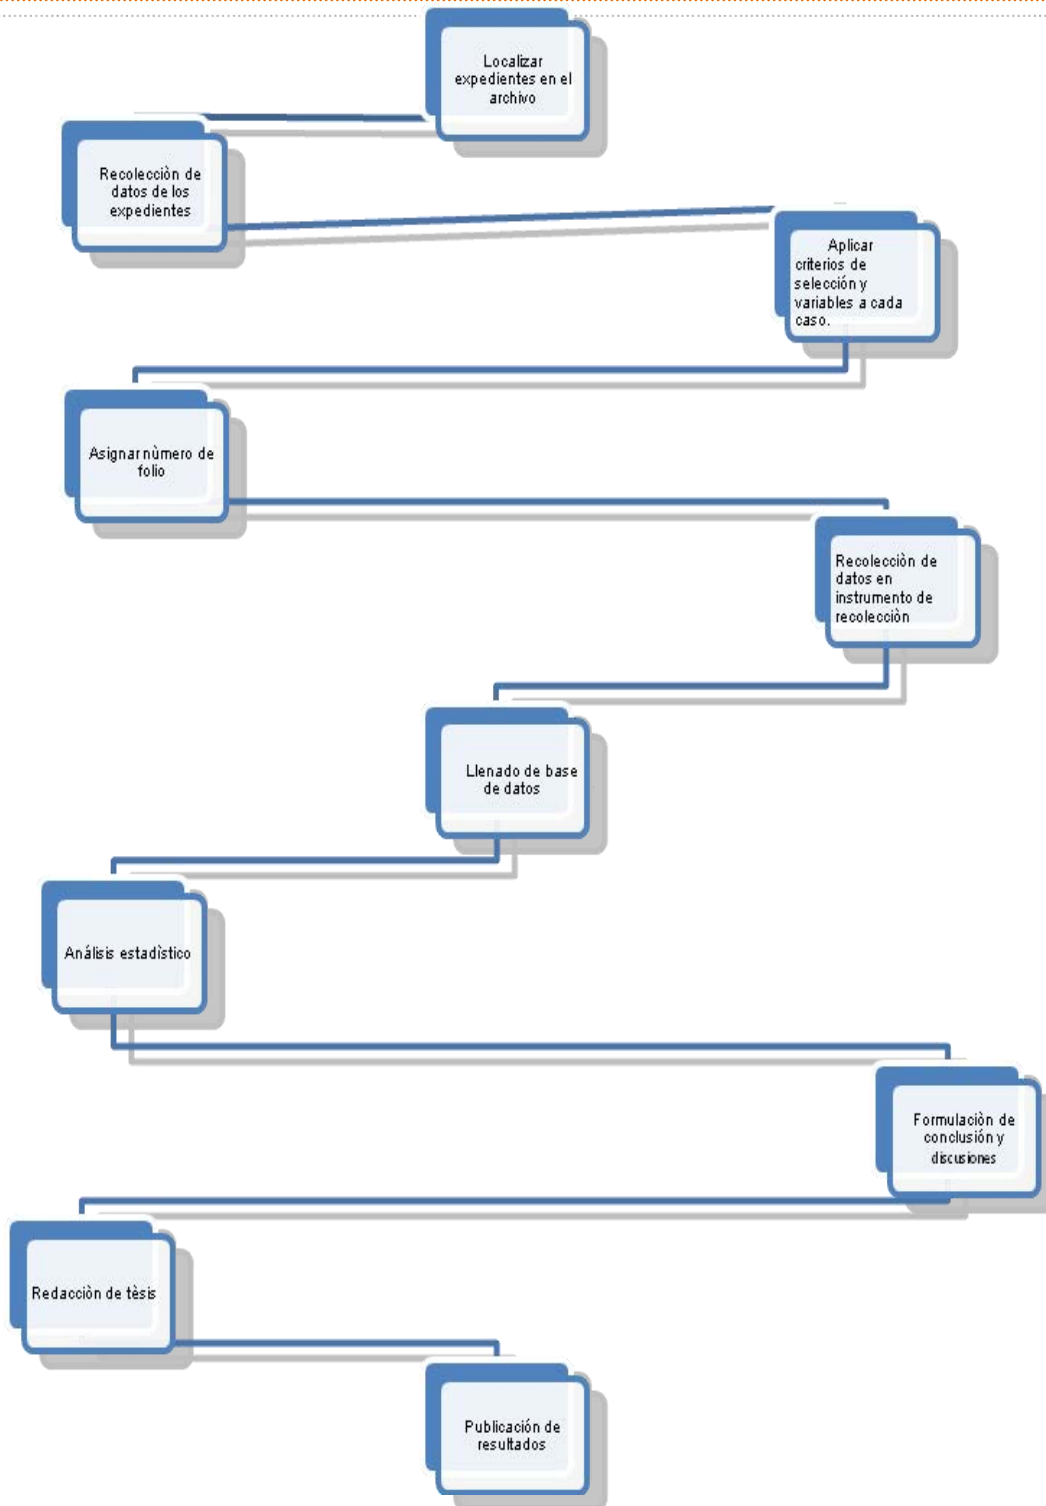 Localizar
expedientes en el
archivo
Recolecciòn de
datos de los
expedientes
Aplicar
criterios de
selección y
variables a cada
caso.
Asignar nùmero de
folio
Recolecciòn de
datos en
instrumento de
recolecciòn
Llenado de base
de datos
Análisis estadìstico
Formulaciòn de
conclusión y
discusiones
Redacciòn de tèsis
Publicación de
resultados